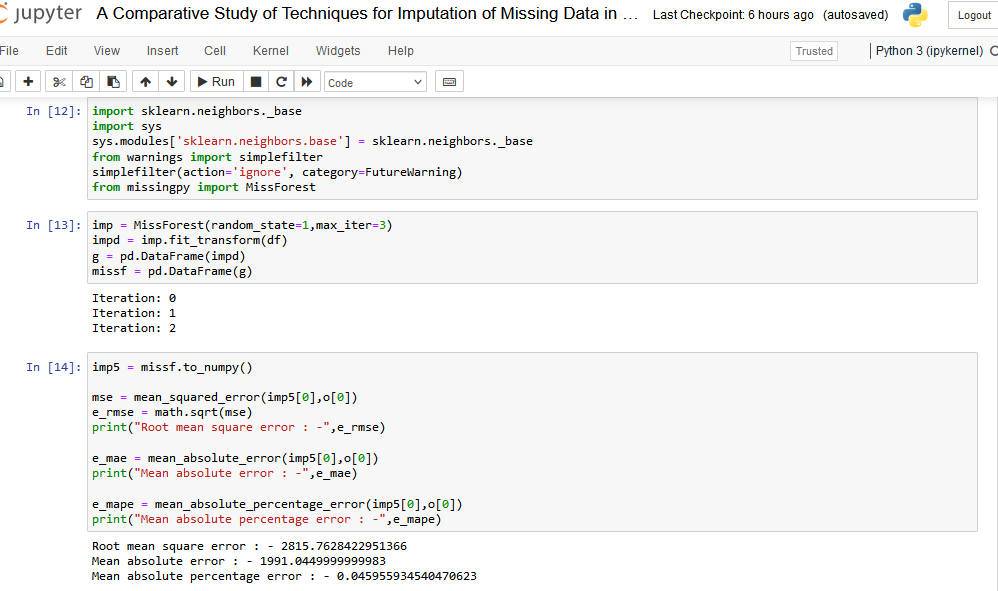 jupyter A Comparative Study of Techniques for Imputation of Missing Data in ... Last Checkpoint: 6 hours ago (autosaved) Logout
File Edit View Insert Cell Kernel Widgets Help Trusted Python 3 (ipykernel)
Run Code
In [12]: import sklearn.neighbors._base
import sys
sys.modules['sklearn.neighbors.base'] = sklearn.neighbors._base
from warnings import simplefilter
simplefilter(action='ignore', category=FutureWarning)
from missingpy import MissForest
In [13]: imp = MissForest(random_state=1,max_iter=3)
impd = imp.fit_transform(df)
g = pd.DataFrame(impd)
missf = pd.DataFrame(g)
Iteration: 0
Iteration: 1
Iteration: 2
In [14]: imp5 = missf.to_numpy()
mse = mean_squared_error(imp5[0],o[0])
e_rmse = math.sqrt(mse)
print("Root mean square error : -",e_rmse)
e_mae = mean_absolute_error(imp5[0],o[0])
print("Mean absolute error : -",e_mae)
e_mape = mean_absolute_percentage_error(imp5[0],o[0])
print("Mean absolute percentage error : -",e_mape)
Root mean square error : - 2815.7628422951366
Mean absolute error : - 1991.0449999999983
Mean absolute percentage error : - 0.045955934540470623